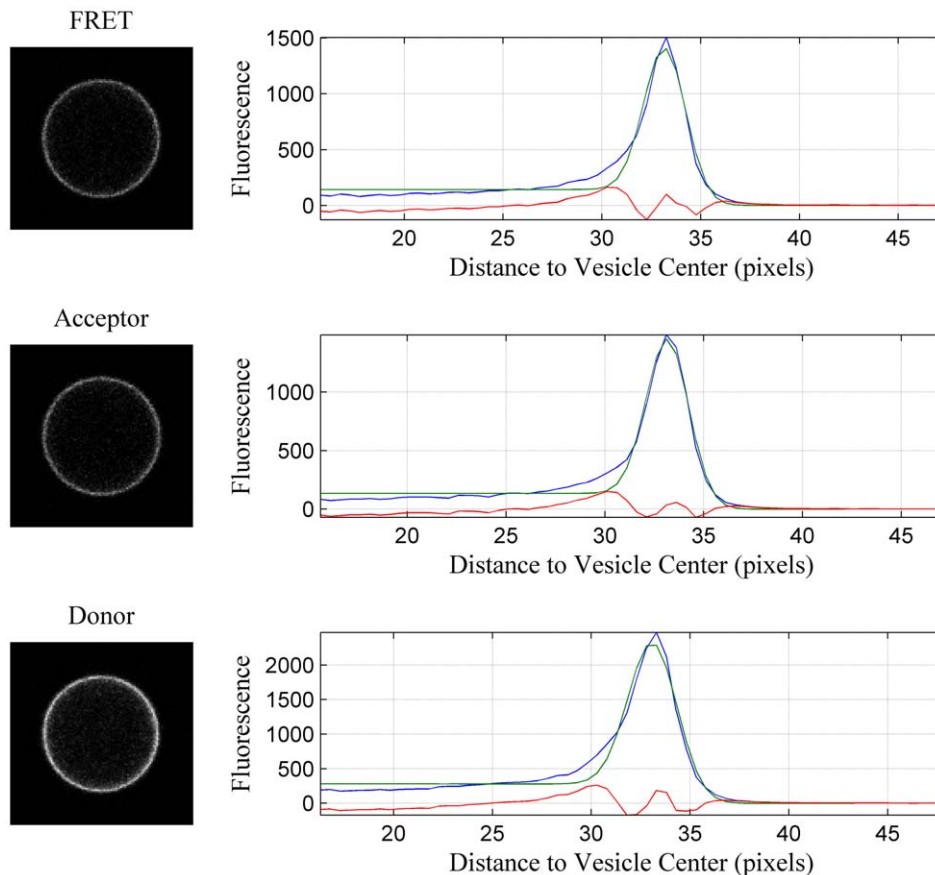 FRET
Fluorescence
1500
1000
500
0
20 25 30 35 40 45
Distance to Vesicle Center (pixels)
Acceptor
Fluorescence
1000
500
0
20 25 30 35 40 45
Distance to Vesicle Center (pixels)
Donor
Fluorescence
2000
1500
1000
500
0
20 25 30 35 40 45
Distance to Vesicle Center (pixels)